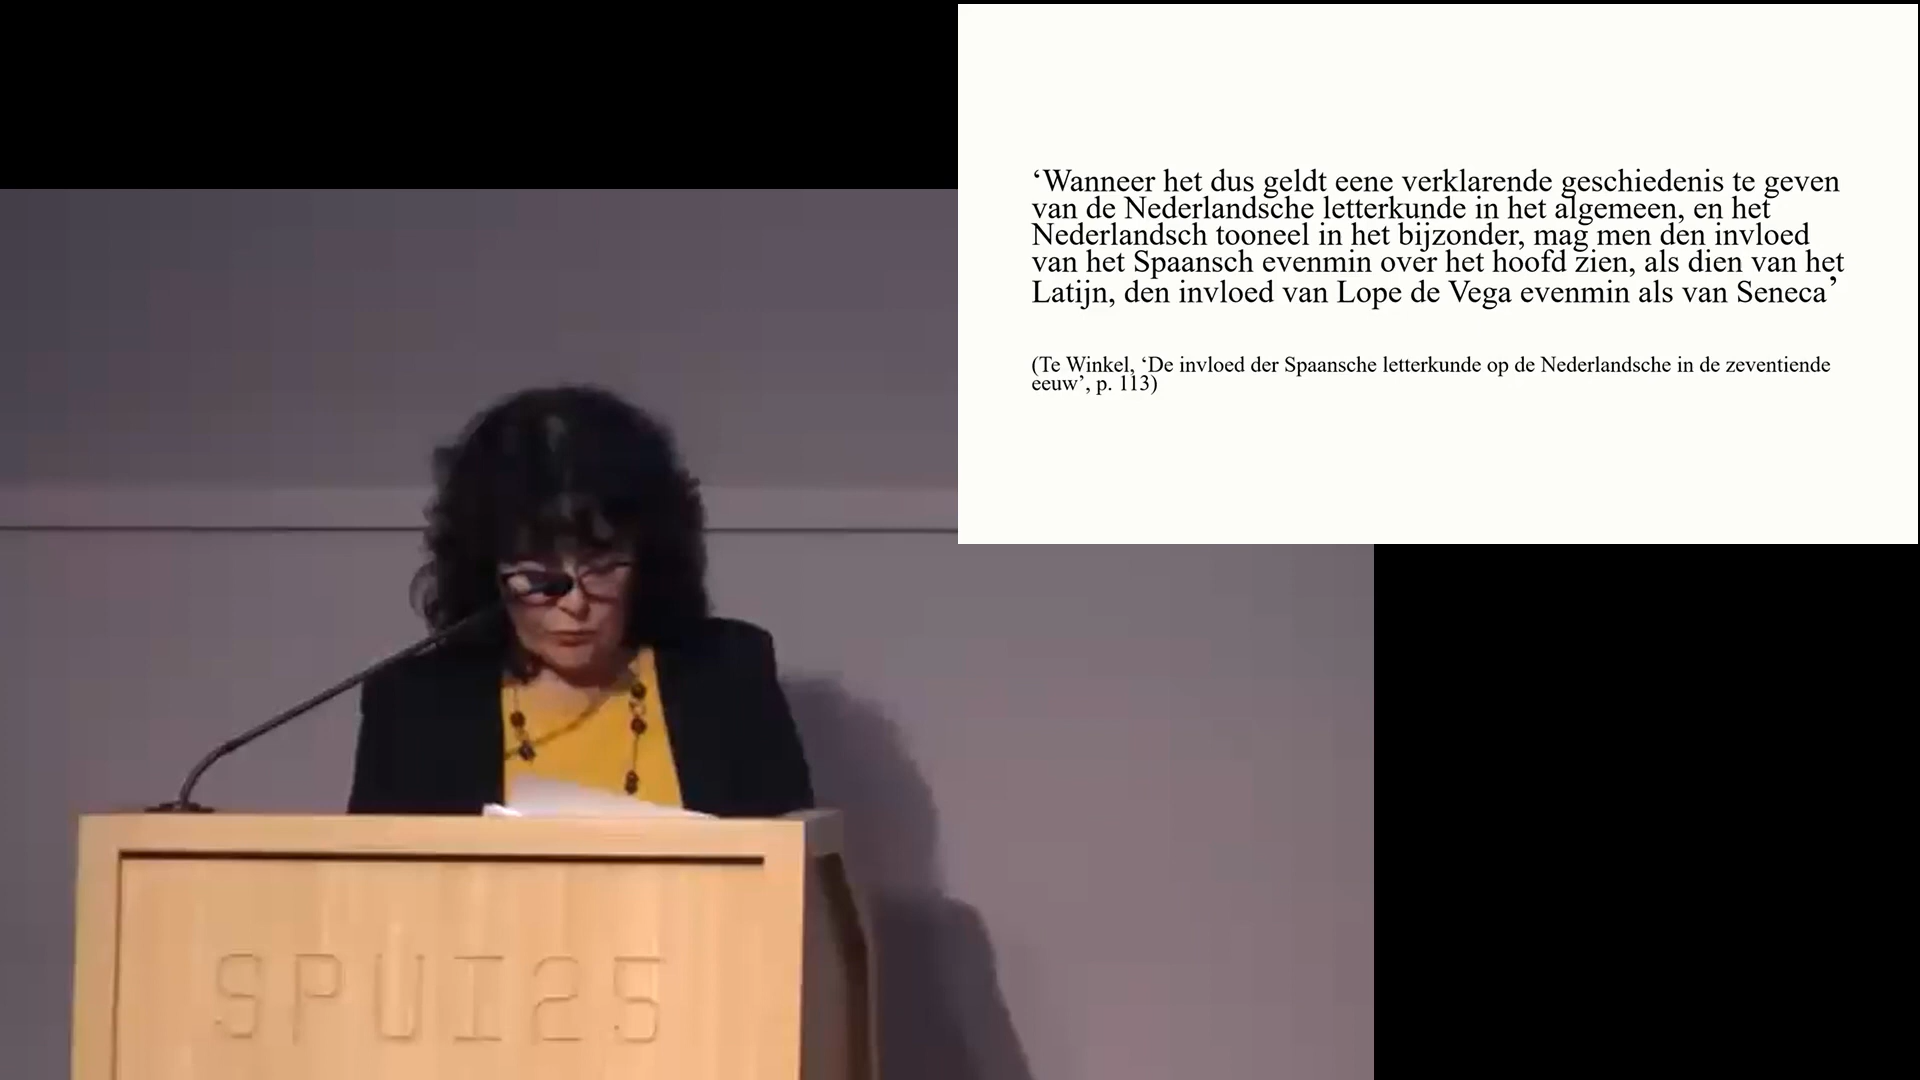 ‘Wanneer het dus geldt eene verklarende geschiedenis te geven
van de Nederlandsche letterkunde in het algemeen, en het
Nederlandsch tooneel in het bijzonder, mag men den invloed
van het Spaansch evenmin over het hoofd zien, als dien van het
Latijn, den invloed van Lope de Vega evenmin als van Seneca’
(Te Winkel, ‘De invloed der Spaansche letterkunde op de Nederlandsche in de zeventiende
eeuw’, p. 113)
SPUI25